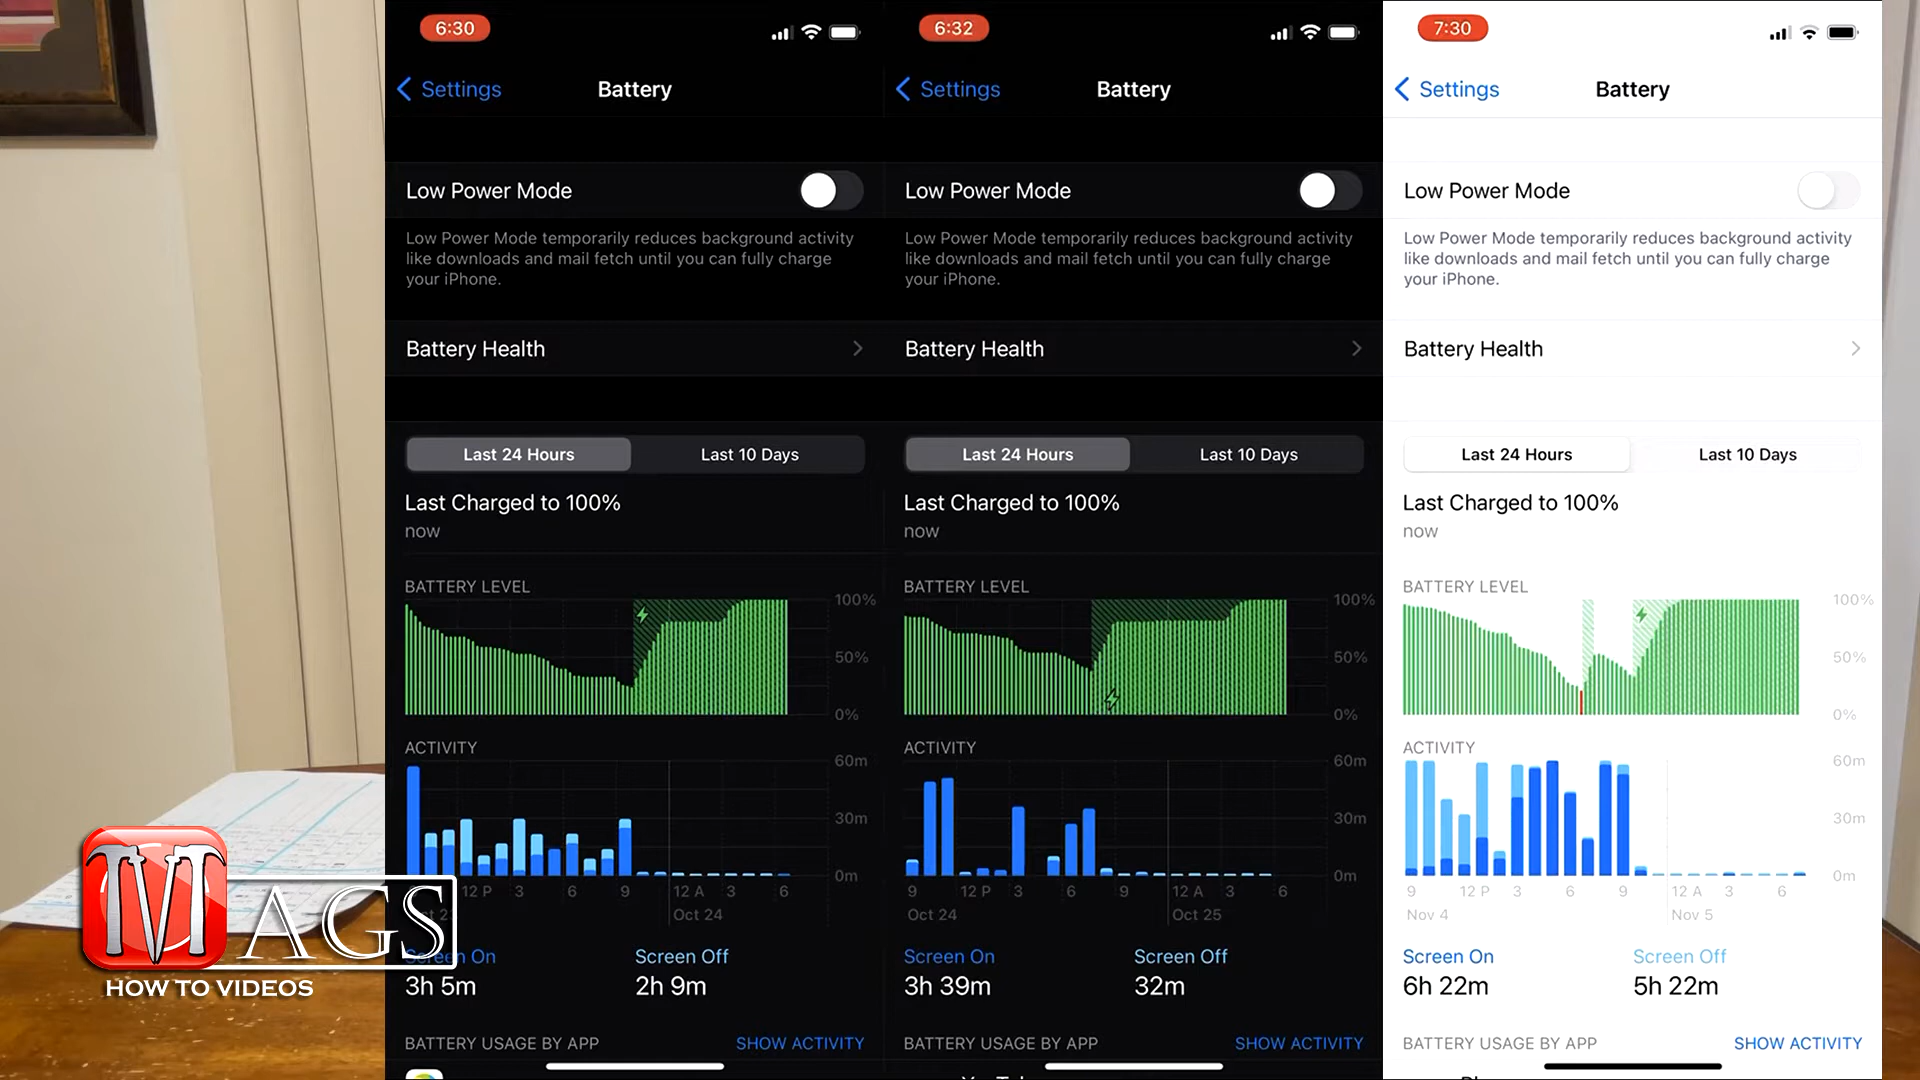 6:30
Settings
Battery
Low Power Mode
Low Power Mode temporarily reduces background activity
like downloads and mail fetch until you can fully charge
your iPhone.
Battery Health
Last 24 Hours
Last 10 Days
Last Charged to 100%
now
BATTERY LEVEL
100%
50%
0%
ACTIVITY
60m
30m
0m
12 P 3 6 9 12 A 3 6
Oct 24
Screen On
3h 5m
Screen Off
2h 9m
BATTERY USAGE BY APP
SHOW ACTIVITY
6:32
Settings
Battery
Low Power Mode
Low Power Mode temporarily reduces background activity
like downloads and mail fetch until you can fully charge
your iPhone.
Battery Health
Last 24 Hours
Last 10 Days
Last Charged to 100%
now
BATTERY LEVEL
100%
50%
0%
ACTIVITY
60m
30m
0m
9 12 P 3 6 9 12 A 3 6
Oct 24
Oct 25
Screen On
3h 39m
Screen Off
32m
BATTERY USAGE BY APP
SHOW ACTIVITY
7:30
Settings
Battery
Low Power Mode
Low Power Mode temporarily reduces background activity
like downloads and mail fetch until you can fully charge
your iPhone.
Battery Health
Last 24 Hours
Last 10 Days
Last Charged to 100%
now
BATTERY LEVEL
100%
50%
0%
ACTIVITY
60m
30m
0m
9 12 P 3 6 9 12 A 3 6
Nov 4
Nov 5
Screen On
6h 22m
Screen Off
5h 22m
BATTERY USAGE BY APP
SHOW ACTIVITY
MAGS
HOW TO VIDEOS